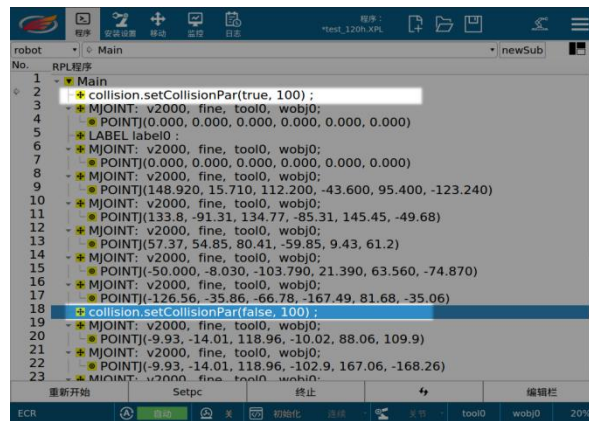 程序 安装设置 移动 监控 日志 程序: *test_120h.XPL
robot Main newSub
No. RPL程序
1 Main
2 collision.setCollisionPar(true, 100) ;
3 MJOINT: v2000, fine, tool0, wobj0;
4 POINTJ(0.000, 0.000, 0.000, 0.000, 0.000, 0.000)
5 LABEL label0 :
6 MJOINT: v2000, fine, tool0, wobj0;
7 POINTJ(0.000, 0.000, 0.000, 0.000, 0.000, 0.000)
8 MJOINT: v2000, fine, tool0, wobj0;
9 POINTJ(148.920, 15.710, 112.200, -43.600, 95.400, -123.240)
10 MJOINT: v2000, fine, tool0, wobj0;
11 POINTJ(133.8, -91.31, 134.77, -85.31, 145.45, -49.68)
12 MJOINT: v2000, fine, tool0, wobj0;
13 POINTJ(57.37, 54.85, 80.41, -59.85, 9.43, 61.2)
14 MJOINT: v2000, fine, tool0, wobj0;
15 POINTJ(-50.000, -8.030, -103.790, 21.390, 63.560, -74.870)
16 MJOINT: v2000, fine, tool0, wobj0;
17 POINTJ(-126.56, -35.86, -66.78, -167.49, 81.68, -35.06)
18 collision.setCollisionPar(false, 100) ;
19 MJOINT: v2000, fine, tool0, wobj0;
20 POINTJ(-9.93, -14.01, 118.96, -10.02, 88.06, 109.9)
21 MJOINT: v2000, fine, tool0, wobj0;
22 POINTJ(-9.93, -14.01, 118.96, -102.9, 167.06, -168.26)
23 MJOINT: v2000, fine, tool0, wobj0;
重新开始 Setpc 终止 编辑栏
ECR 自动 关 初始化 连续 关节 tool0 wobj0 20%